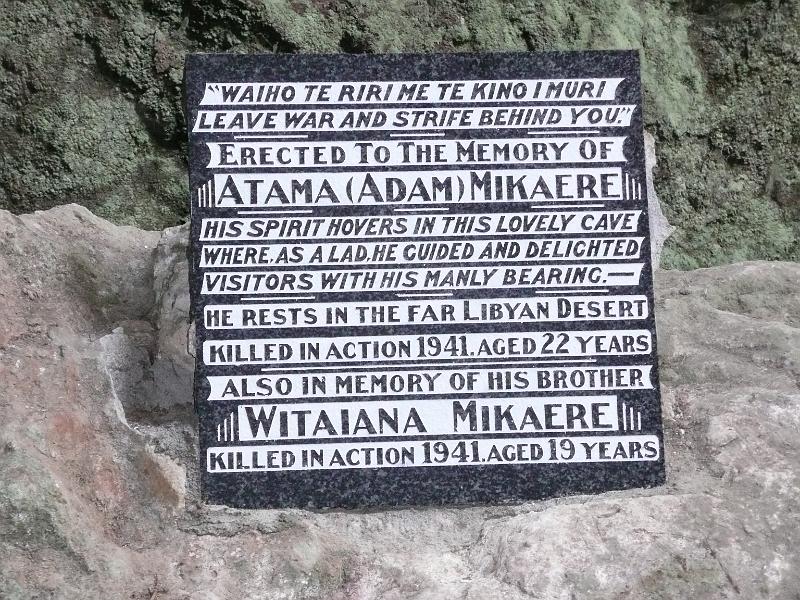 "WAIHO TE RIRI ME TE KINO I MURI
LEAVE WAR AND STRIFE BEHIND YOU."
ERECTED TO THE MEMORY OF
ATAMA (ADAM) MIKAERE
HIS SPIRIT HOVERS IN THIS LOVELY CAVE
WHERE, AS A LAD, HE GUIDED AND DELIGHTED
VISITORS WITH HIS MANLY BEARING.—
HE RESTS IN THE FAR LIBYAN DESERT
KILLED IN ACTION 1941. AGED 22 YEARS
ALSO IN MEMORY OF HIS BROTHER
WITAIANA MIKAERE
KILLED IN ACTION 1941. AGED 19 YEARS